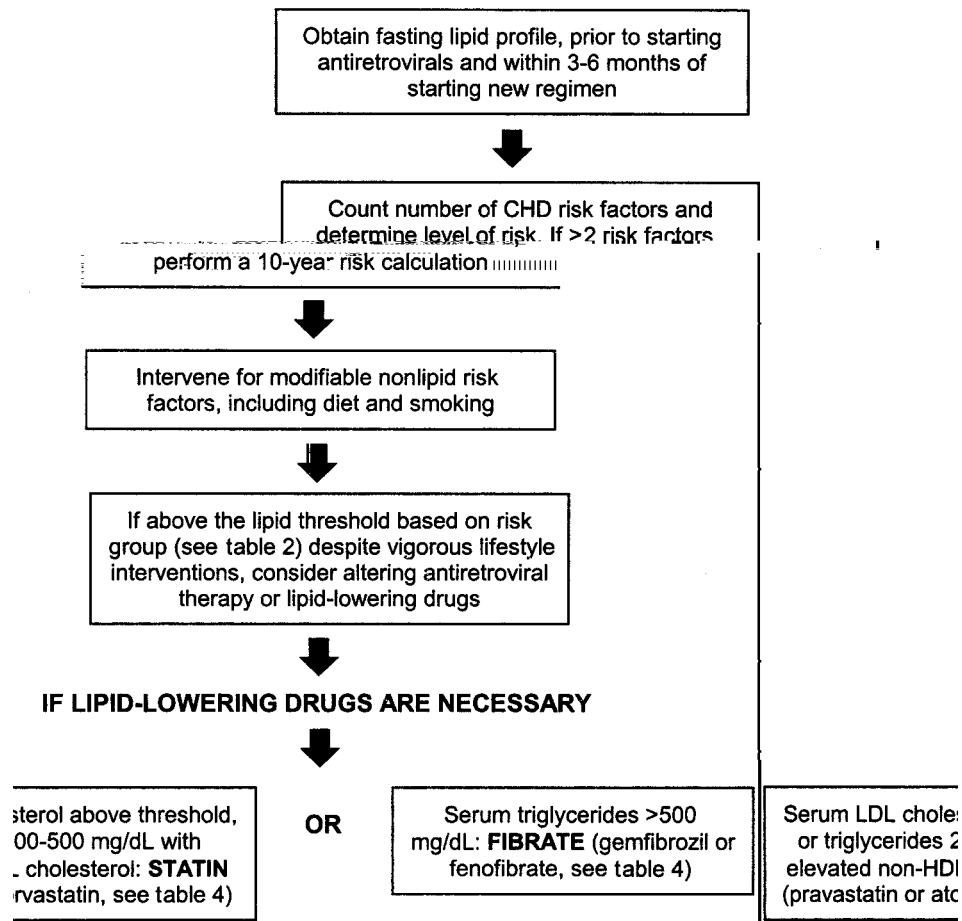 Obtain fasting lipid profile, prior to starting
antiretrovirals and within 3-6 months of
starting new regimen
Count number of CHD risk factors and
determine level of risk. If >2 risk factors
perform a 10-year risk calculation
Intervene for modifiable nonlipid risk
factors, including diet and smoking
If above the lipid threshold based on risk
group (see table 2) despite vigorous lifestyle
interventions, consider altering antiretroviral
therapy or lipid-lowering drugs
IF LIPID-LOWERING DRUGS ARE NECESSARY
sterol above threshold,
00-500 mg/dL with
cholesterol: STATIN
rvastatin, see table 4)
OR
Serum triglycerides >500
mg/dL: FIBRATE (gemfibrozil or
fenofibrate, see table 4)
Serum LDL choles
or triglycerides 2
elevated non-HD
(pravastatin or ato